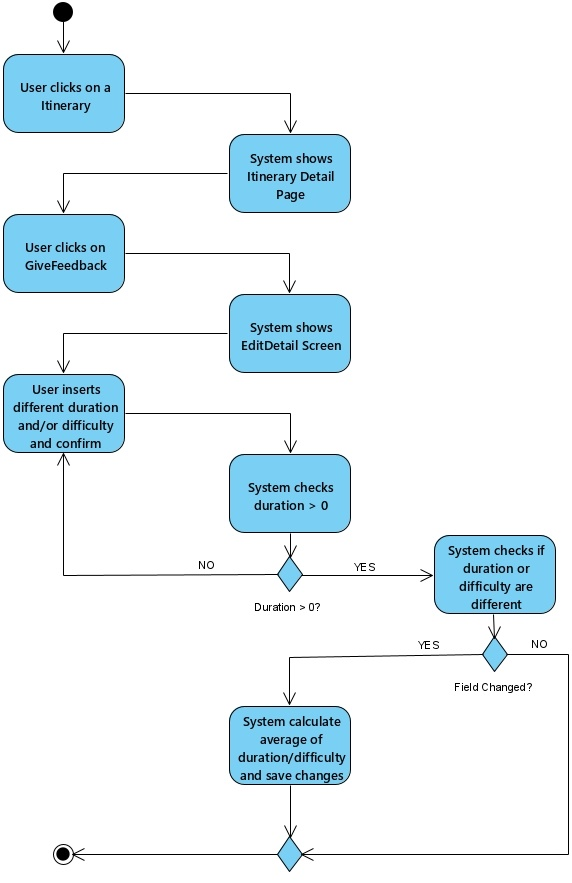 User clicks on a
Itinerary
System shows
Itinerary Detail
Page
User clicks on
GiveFeedback
System shows
EditDetail Screen
User inserts
different duration
and/or difficulty
and confirm
System checks
duration > 0
NO
YES
Duration > 0?
System checks if
duration or
difficulty are
different
YES
NO
Field Changed?
System calculate
average of
duration/difficulty
and save changes